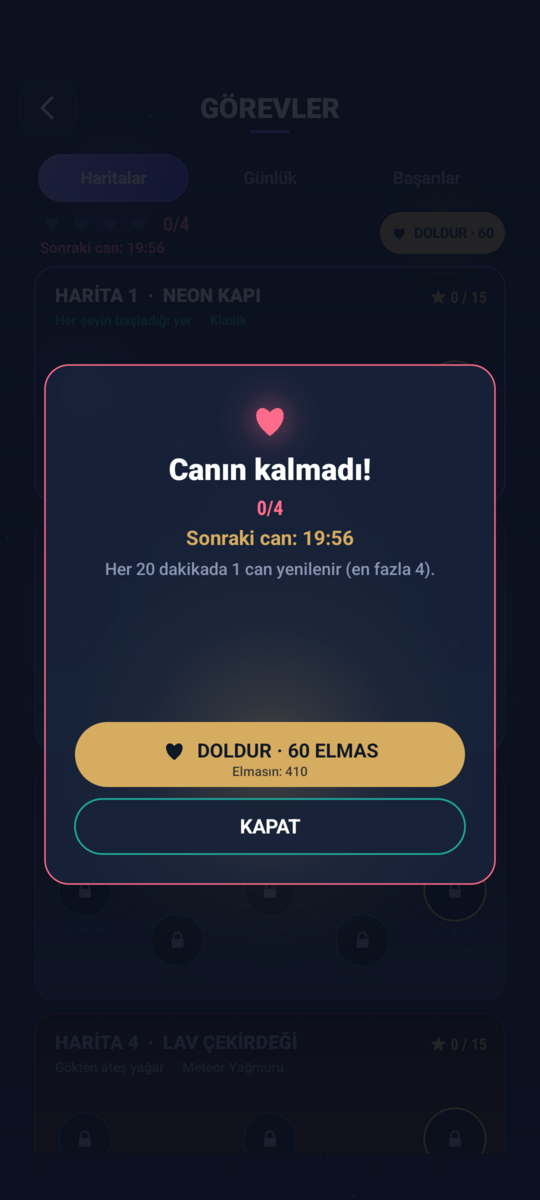 GÖREVLER
Haritalar
Günlük
Başarılar
0/4
Sonraki can: 19:56
DOLDUR · 60
HARİTA 1 · NEON KAPI
0 / 15
Her şeyin başladığı yer · Klasik
Canın kalmadı!
0/4
Sonraki can: 19:56
Her 20 dakikada 1 can yenilenir (en fazla 4).
DOLDUR · 60 ELMAS
Elmasın: 410
KAPAT
HARİTA 4 · LAV ÇEKİRDEĞİ
0 / 15
Gökten ateş yağar · Meteor Yağmuru